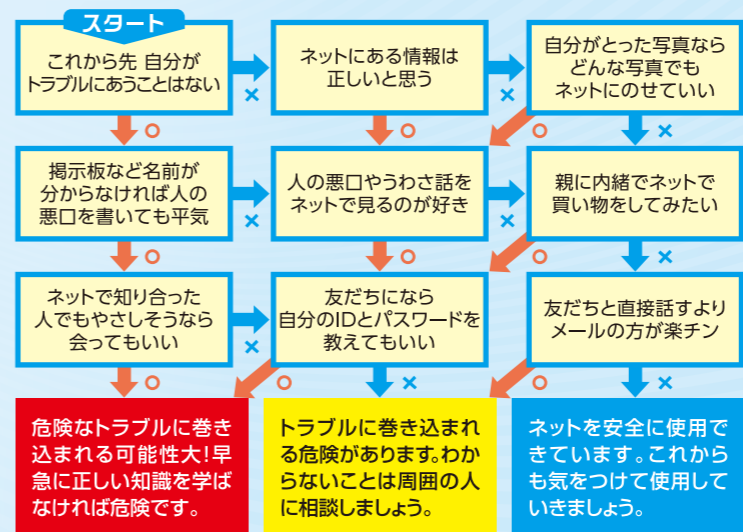 スタート
これから先 自分が
トラブルにあうことはない
×
ネットにある情報は
正しいと思う
×
自分がとった写真なら
どんな写真でも
ネットにのせていい
○
○
○
×
掲示板など名前が
分からなければ人の
悪口を書いても平気
×
人の悪口やうわさ話を
ネットで見るのが好き
×
親に内緒でネットで
買い物をしてみたい
○
○
○
×
ネットで知り合った
人でもやさしそうなら
会ってもいい
×
友だちになら
自分のIDとパスワードを
教えてもいい
友だちと直接話すより
メールの方が楽チン
○
○
×
○
×
危険なトラブルに巻き
込まれる可能性大!早
急に正しい知識を学ば
なければ危険です。
トラブルに巻き込まれ
る危険があります。わか
らないことは周囲の人
に相談しましょう。
ネットを安全に使用で
きています。これから
も気をつけて使用して
いきましょう。